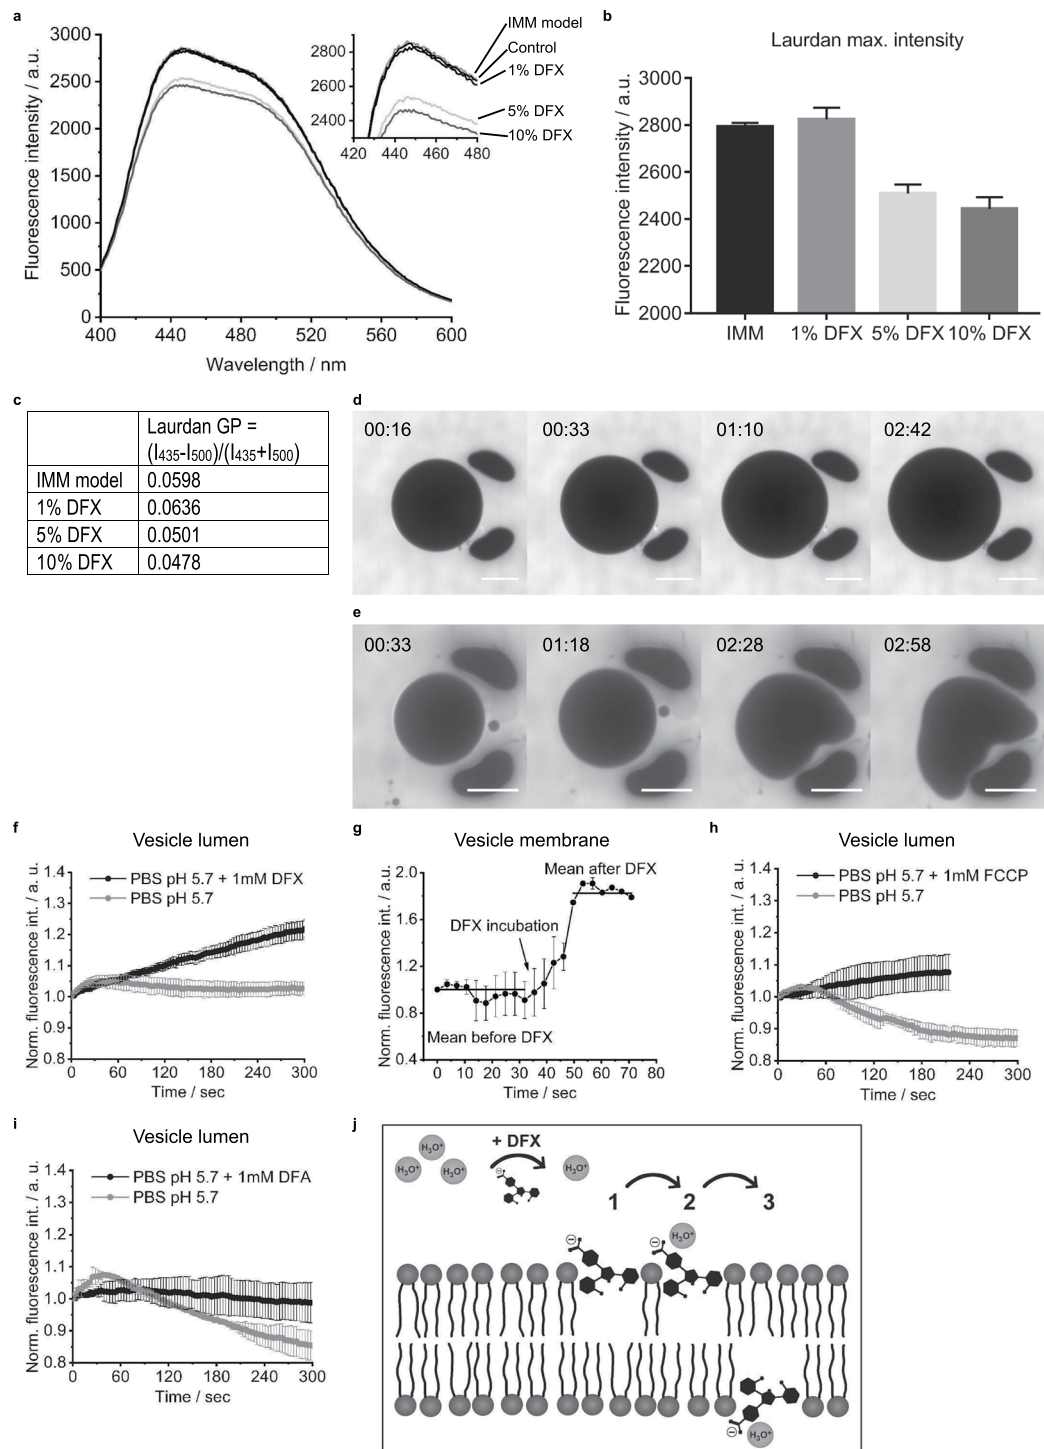 a
3000
2500
2000
1500
1000
500
0
400
440
480
520
560
600
Fluorescence intensity / a.u.
Wavelength / nm
2800
2600
2400
420
440
460
480
IMM model
Control
1% DFX
5% DFX
10% DFX
b
Laurdan max. intensity
Fluorescence intensity / a.u.
3000
2800
2600
2400
2200
2000
IMM
1% DFX
5% DFX
10% DFX
c
Laurdan GP =
(I435-I500)/(I435+I500)
IMM model 0.0598
1% DFX 0.0636
5% DFX 0.0501
10% DFX 0.0478
d
00:16
00:33
01:10
02:42
e
00:33
01:18
02:28
02:58
f
Vesicle lumen
Norm. fluorescence int. / a. u.
1.4
1.3
1.2
1.1
1.0
0.9
0.8
PBS pH 5.7 + 1mM DFX
PBS pH 5.7
0
60
120
180
240
300
Time / sec
g
Vesicle membrane
Norm. fluorescence int. / a. u.
2.0
1.6
1.2
0.8
0.4
Mean after DFX
DFX incubation
Mean before DFX
0
10
20
30
40
50
60
70
80
Time / sec
h
Vesicle lumen
Norm. fluorescence int. / a. u.
1.4
1.3
1.2
1.1
1.0
0.9
0.8
PBS pH 5.7 + 1mM FCCP
PBS pH 5.7
0
60
120
180
240
300
Time / sec
i
Vesicle lumen
Norm. fluorescence int. / a.u.
1.4
1.3
1.2
1.1
1.0
0.9
0.8
PBS pH 5.7 + 1mM DFA
PBS pH 5.7
0
60
120
180
240
300
Time / sec
j
+ DFX
H₃O⁺
H₃O⁺
H₃O⁺
H₃O⁺
1
2
3
H₃O⁺
H₃O⁺